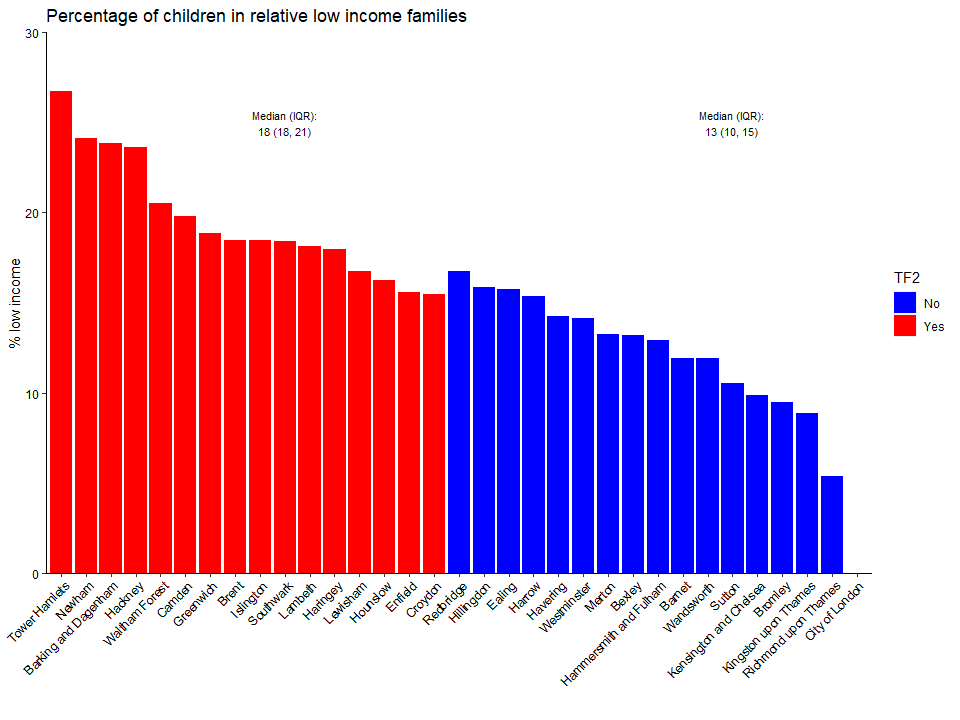 Percentage of children in relative low income families
30
20
10
0
% low income
Median (IQR):
18 (18, 21)
Median (IQR):
13 (10, 15)
TF2
No
Yes
Tower Hamlets
Newham
Barking and Dagenham
Hackney
Waltham Forest
Camden
Greenwich
Brent
Islington
Southwark
Lambeth
Haringey
Lewisham
Hounslow
Enfield
Croydon
Redbridge
Hillingdon
Ealing
Harrow
Havering
Westminster
Merton
Bexley
Hammersmith and Fulham
Barnet
Wandsworth
Sutton
Kensington and Chelsea
Bromley
Kingston upon Thames
Richmond upon Thames
City of London